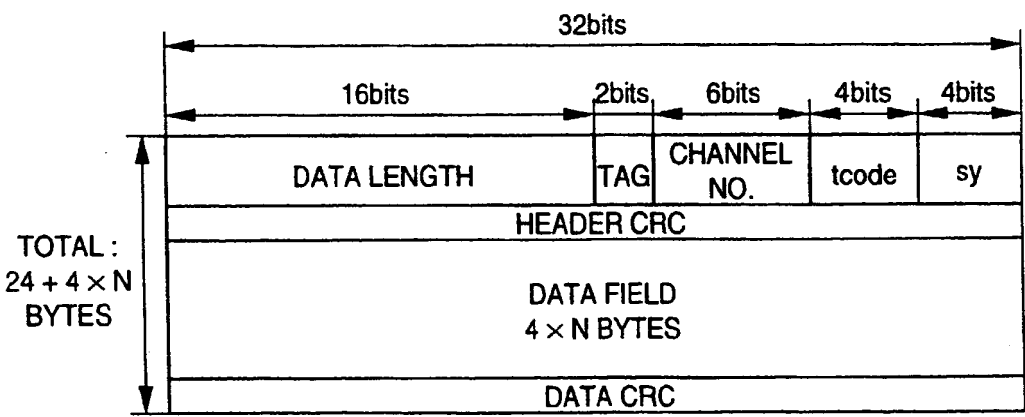 32bits
16bits 2bits 6bits 4bits 4bits
DATA LENGTH TAG CHANNEL NO. tcode sy
HEADER CRC
TOTAL :
24 + 4 × N
BYTES
DATA FIELD
4 × N BYTES
DATA CRC